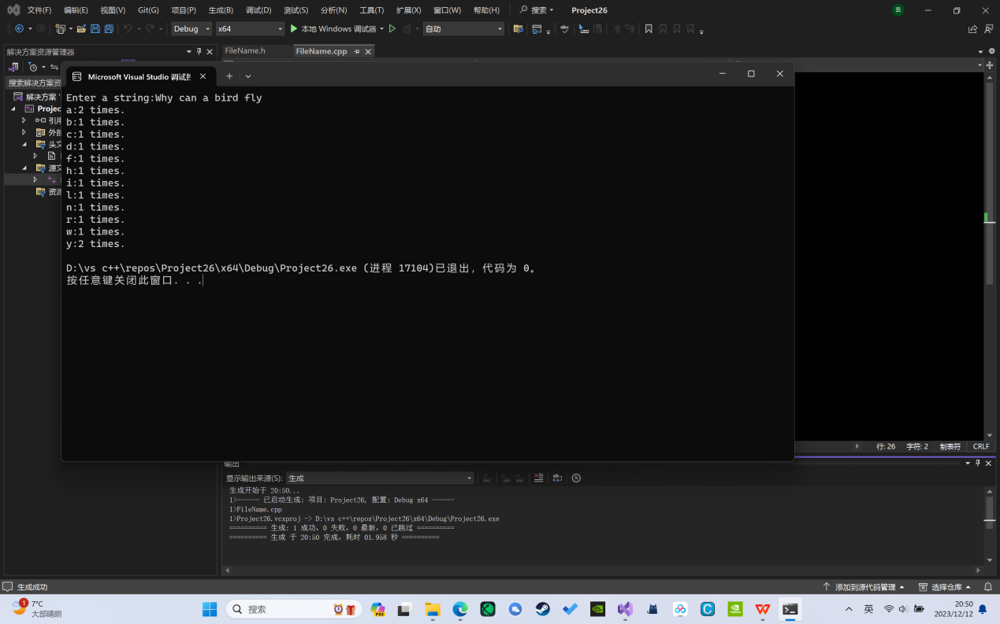 文件(F) 编辑(E) 视图(V) Git(G) 项目(P) 生成(B) 调试(D) 测试(S) 分析(N) 工具(T) 扩展(X) 窗口(W) 帮助(H) 搜索 Project26 云
Debug x64 本地 Windows 调试器 自动
解决方案资源管理器 FileName.h FileName.cpp
搜索解决方案资
解决方案 '
Projec
引用
外部
头文
源文
资源
Microsoft Visual Studio 调试
Enter a string:Why can a bird fly
a:2 times.
b:1 times.
c:1 times.
d:1 times.
f:1 times.
h:1 times.
i:1 times.
l:1 times.
n:1 times.
r:1 times.
w:1 times.
y:2 times.
D:\vs c++\repos\Project26\x64\Debug\Project26.exe (进程 17104)已退出，代码为 0。
按任意键关闭此窗口. . .
行: 26 字符: 2 制表符 CRLF
输出
显示输出来源(S): 生成
生成开始于 20:50...
1>------ 已启动生成: 项目: Project26, 配置: Debug x64 ------
1>FileName.cpp
1>Project26.vcxproj -> D:\vs c++\repos\Project26\x64\Debug\Project26.exe
========== 生成: 1 成功，0 失败，0 最新，0 已跳过 ==========
========== 生成 于 20:50 完成，耗时 01.958 秒 ==========
生成成功 添加到源代码管理 选择仓库
1 7°C
大部晴朗
搜索
PRE
英
20:50
2023/12/12